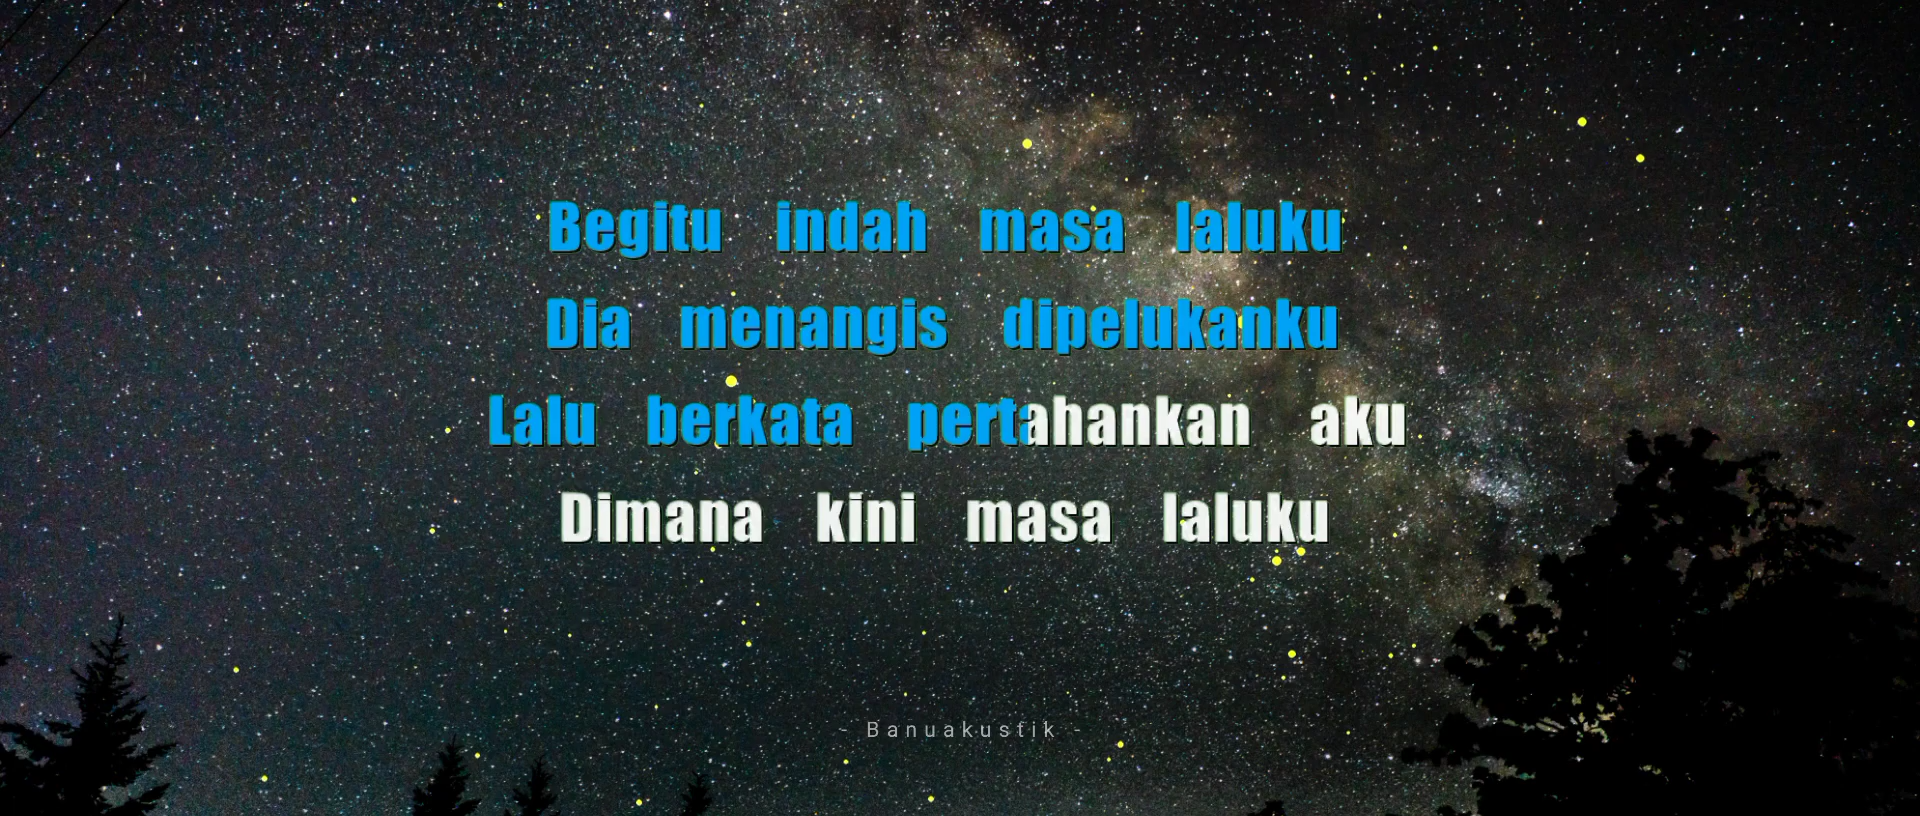 Begitu indah masa laluku
Dia menangis dipelukanku
Lalu berkata pertahankan aku
Dimana kini masa laluku
- Banuakustik -